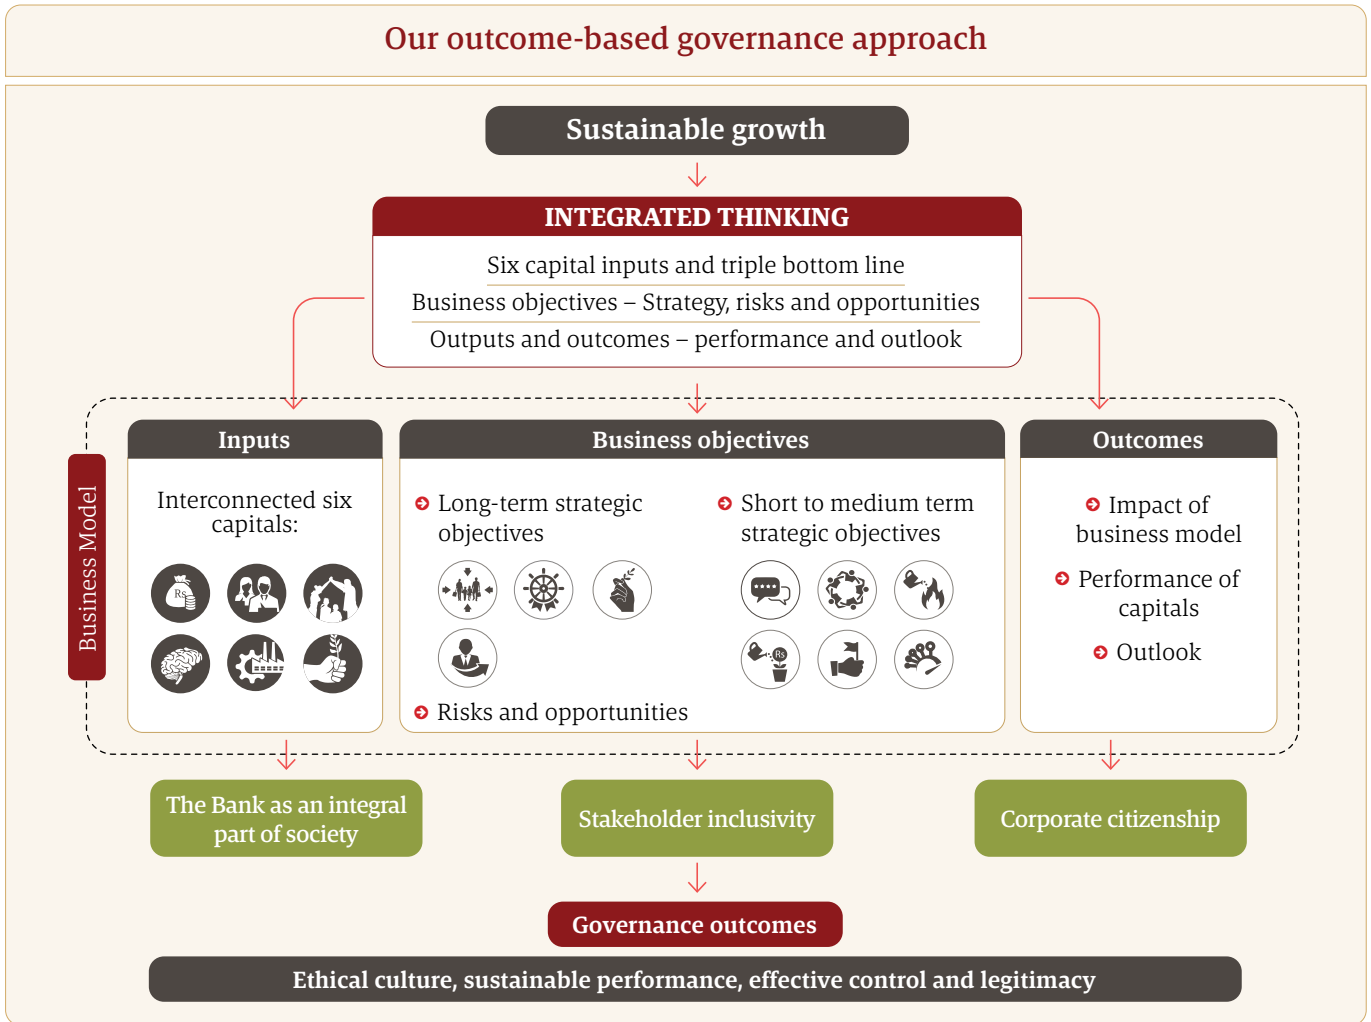 Our outcome-based governance approach
Sustainable growth
INTEGRATED THINKING
Six capital inputs and triple bottom line
Business objectives – Strategy, risks and opportunities
Outputs and outcomes – performance and outlook
Business Model
Inputs
Interconnected six
capitals:
Rs
Business objectives
Long-term strategic
objectives
Short to medium term
strategic objectives
Rs
Risks and opportunities
Outcomes
Impact of
business model
Performance of
capitals
Outlook
The Bank as an integral
part of society
Stakeholder inclusivity
Corporate citizenship
Governance outcomes
Ethical culture, sustainable performance, effective control and legitimacy